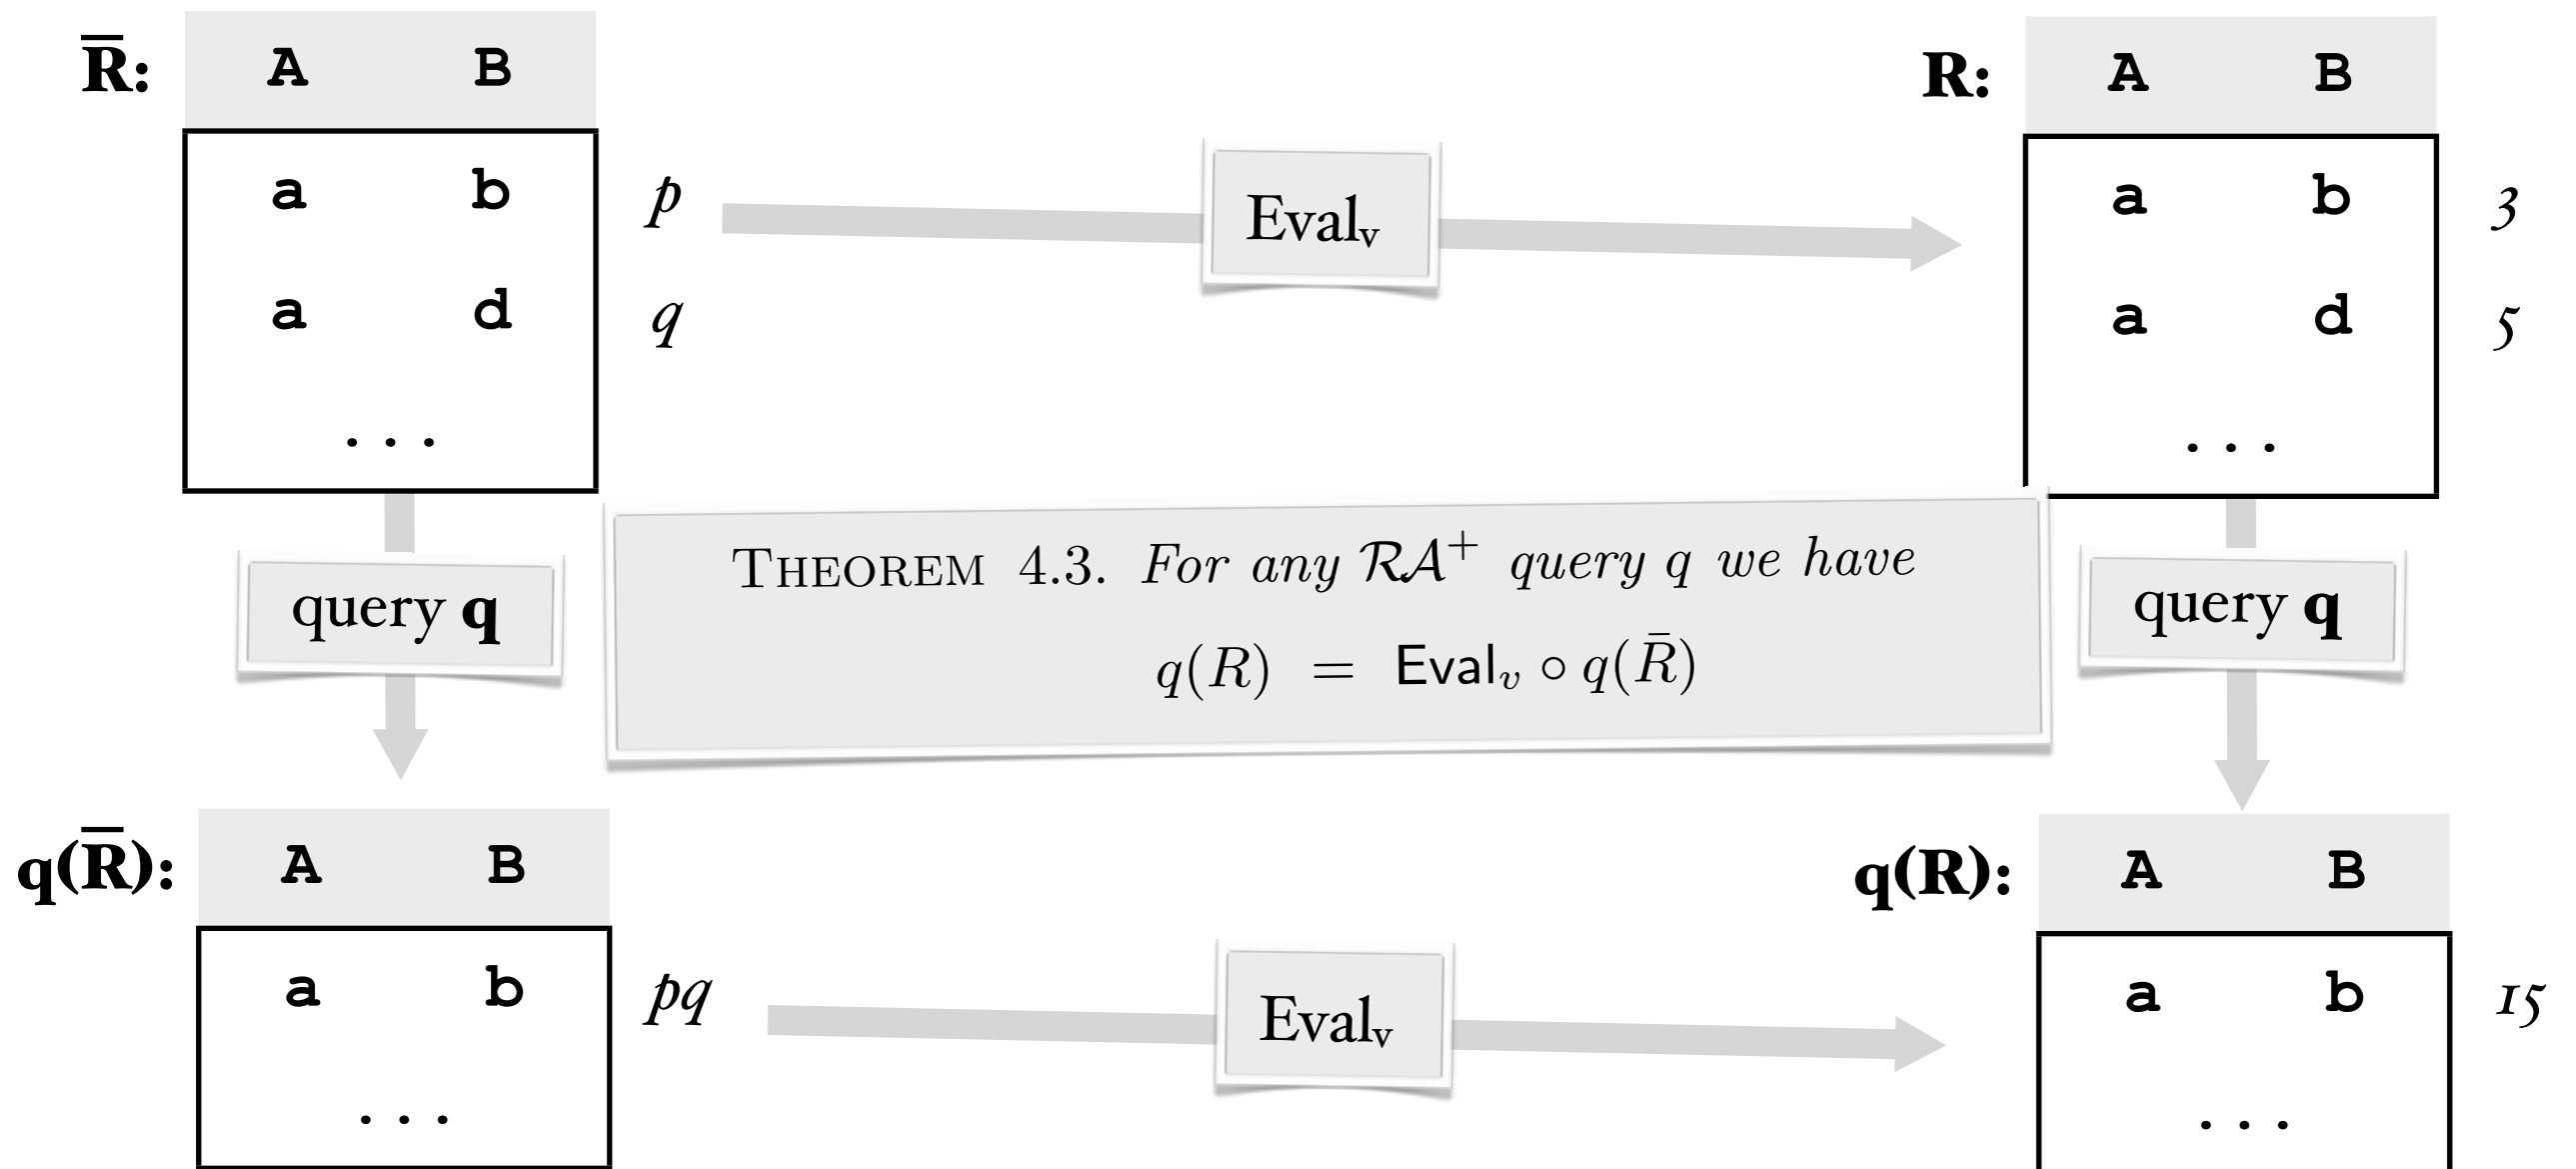 R̅: A B
a b p
a d q
...
Evalᵥ
R: A B
a b 3
a d 5
...
query q
THEOREM 4.3. For any RA⁺ query q we have
q(R) = Evalᵥ ∘ q(R̄)
query q
q(R̅): A B
a b pq
...
Evalᵥ
q(R): A B
a b 15
...